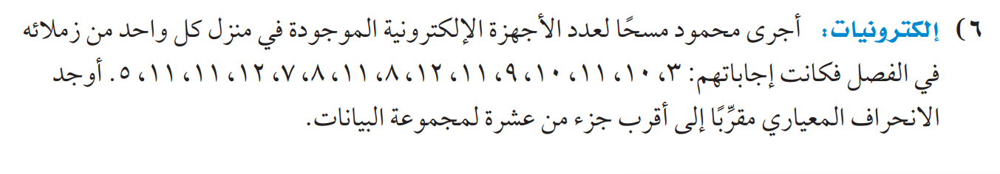 ٦) إلكترونيات: أجرى محمود مسحًا لعدد الأجهزة الإلكترونية الموجودة في منزل كل واحد من زملائه
في الفصل فكانت إجاباتهم: ٣، ١٠، ١١، ١٠، ٩، ١١، ١٢، ٨، ١١، ٨، ٧، ١٢، ١١، ١١، ٥. أوجد
الانحراف المعياري مقرِّبًا إلى أقرب جزء من عشرة لمجموعة البيانات.